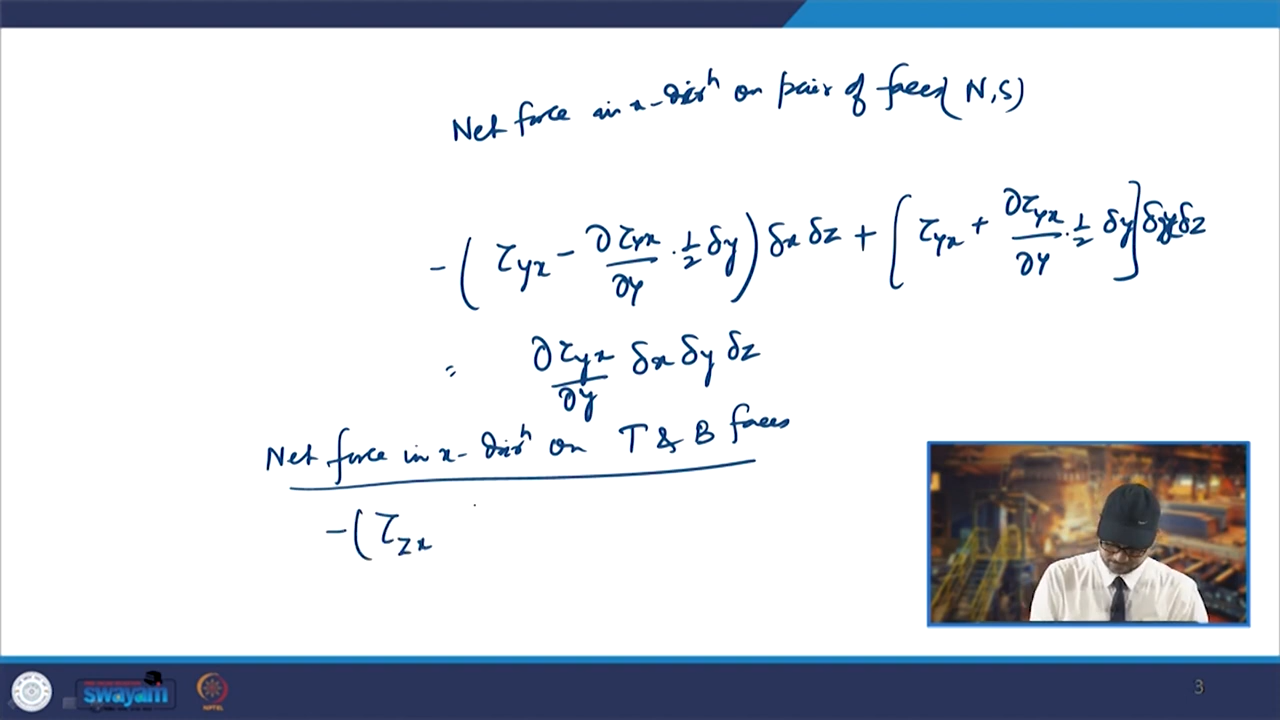 Net force in x-dirⁿ on pair of faces (N,S)
-( τyx - ∂τyx/∂y · 1/2 δy ) δx δz + [ τyx + ∂τyx/∂y · 1/2 δy ] δx δz
= ∂τyx/∂y δx δy δz
Net force in x-dirⁿ on T & B faces
-( τzx
swayam
NPTEL
3